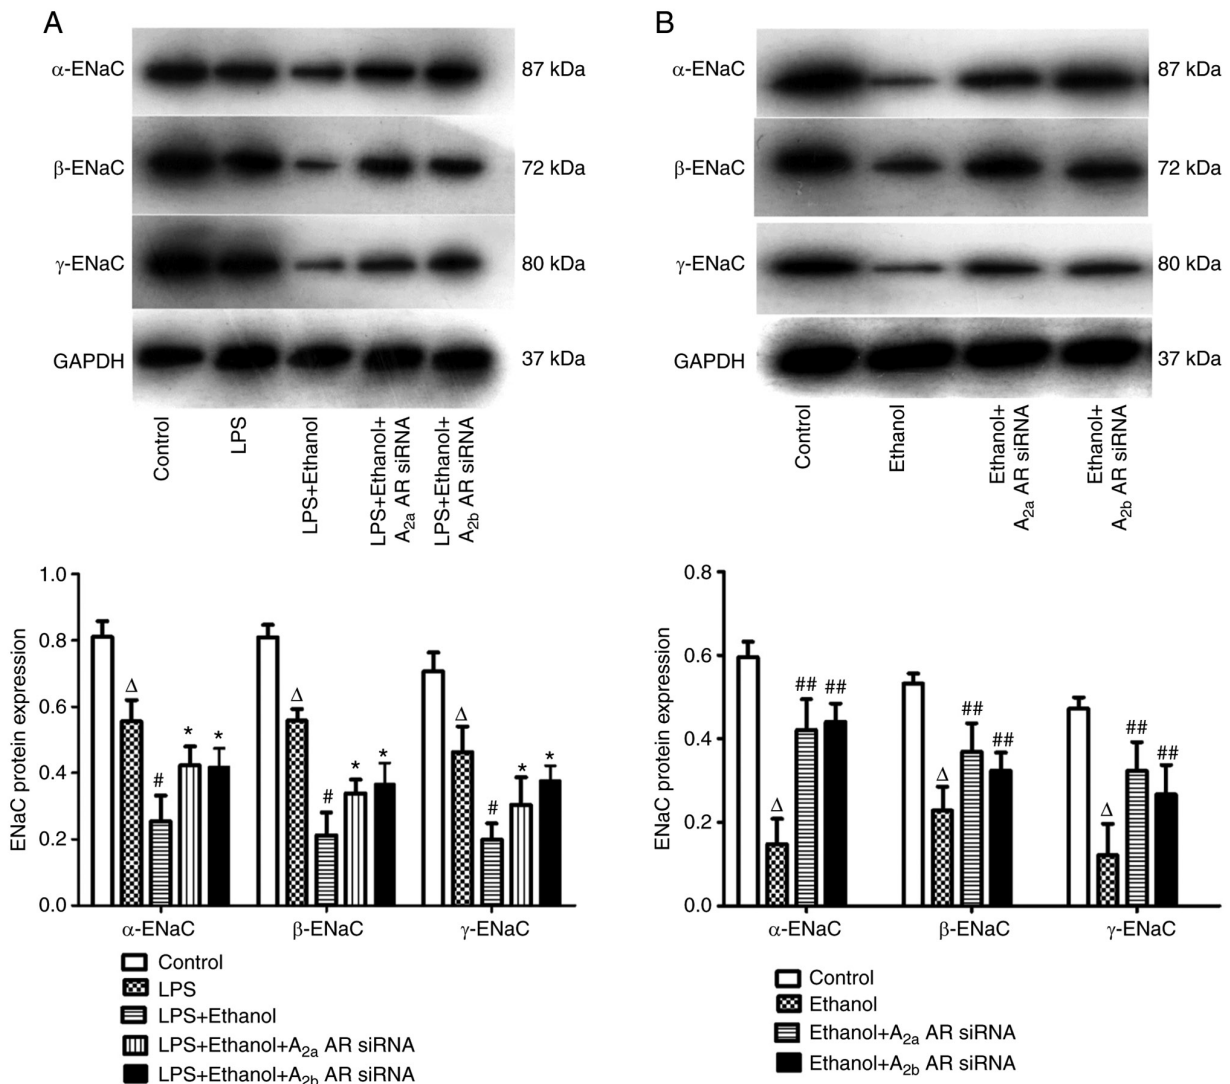 A
α-ENaC
87 kDa
β-ENaC
72 kDa
γ-ENaC
80 kDa
GAPDH
37 kDa
Control
LPS
LPS+Ethanol
LPS+Ethanol+
A2a AR siRNA
LPS+Ethanol+
A2b AR siRNA
1.0
0.8
0.6
0.4
0.2
0.0
ENaC protein expression
Δ
#
*
*
Δ
#
*
*
Δ
#
*
*
α-ENaC
β-ENaC
γ-ENaC
Control
LPS
LPS+Ethanol
LPS+Ethanol+A2a AR siRNA
LPS+Ethanol+A2b AR siRNA
B
α-ENaC
87 kDa
β-ENaC
72 kDa
γ-ENaC
80 kDa
GAPDH
37 kDa
Control
Ethanol
Ethanol+
A2a AR siRNA
Ethanol+
A2b AR siRNA
0.8
0.6
0.4
0.2
0.0
ENaC protein expression
Δ
##
##
Δ
##
##
Δ
##
##
α-ENaC
β-ENaC
γ-ENaC
Control
Ethanol
Ethanol+A2a AR siRNA
Ethanol+A2b AR siRNA